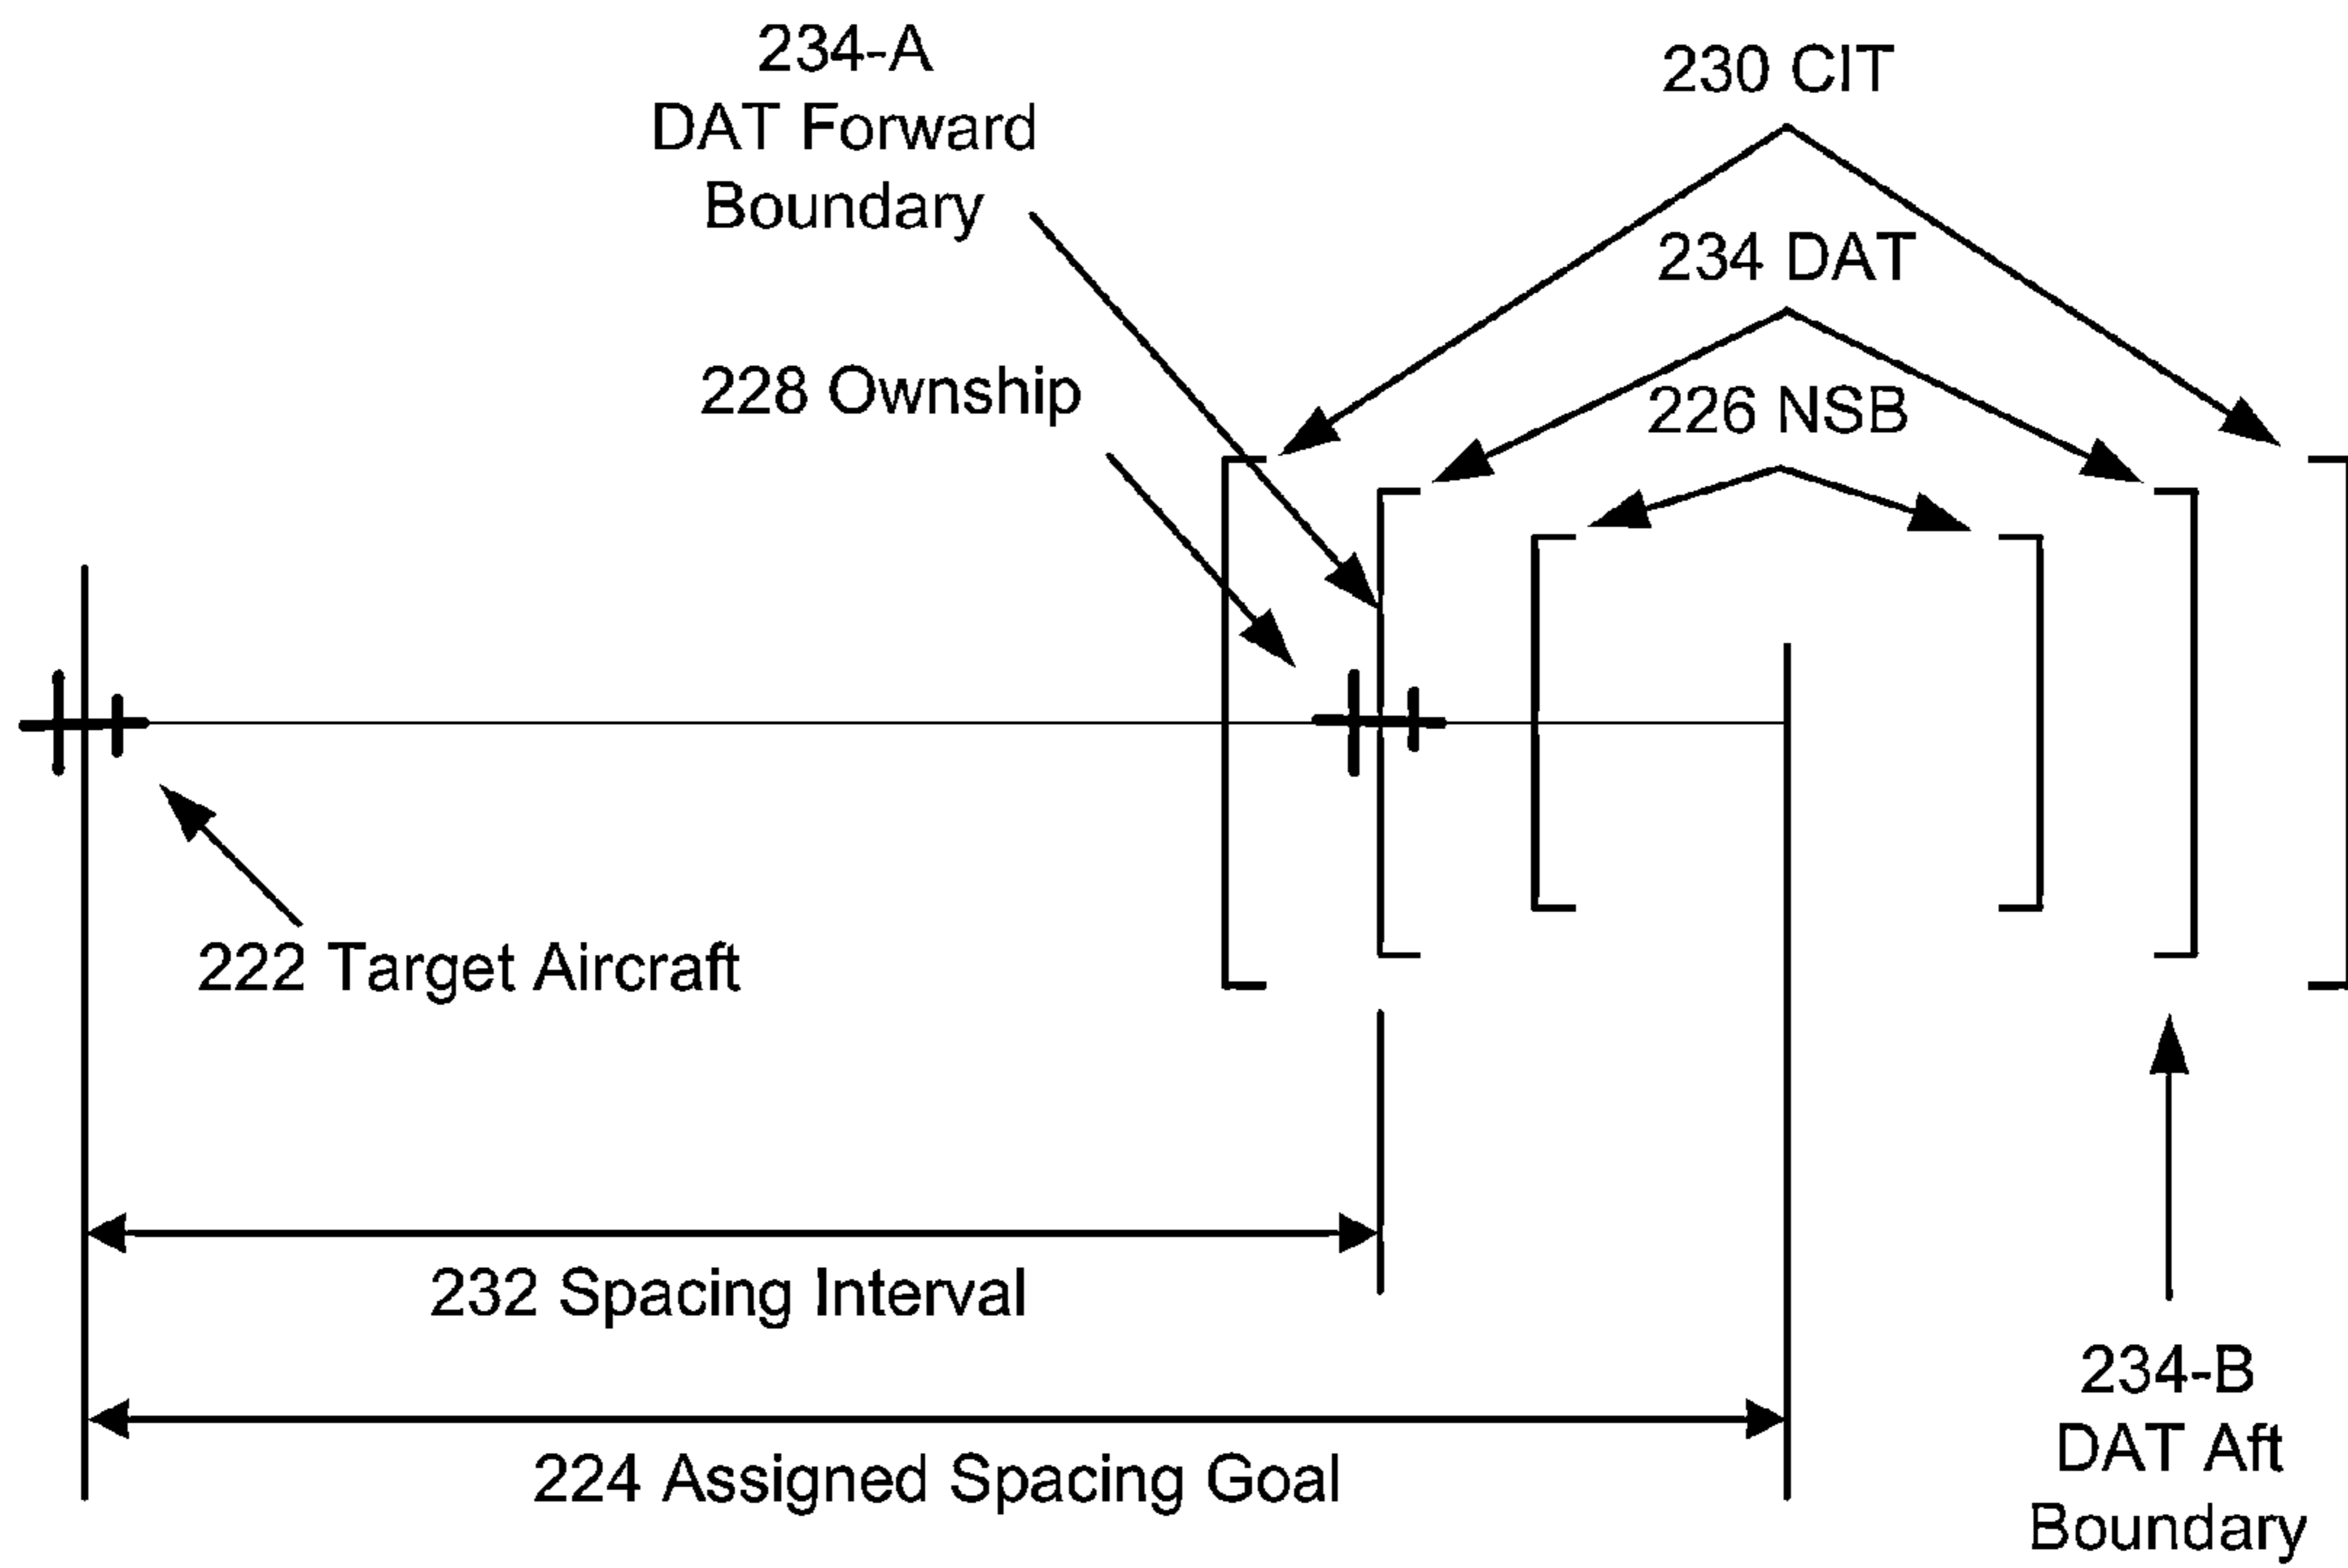 234-A
DAT Forward
Boundary
230 CIT
234 DAT
228 Ownship
226 NSB
222 Target Aircraft
232 Spacing Interval
224 Assigned Spacing Goal
234-B
DAT Aft
Boundary